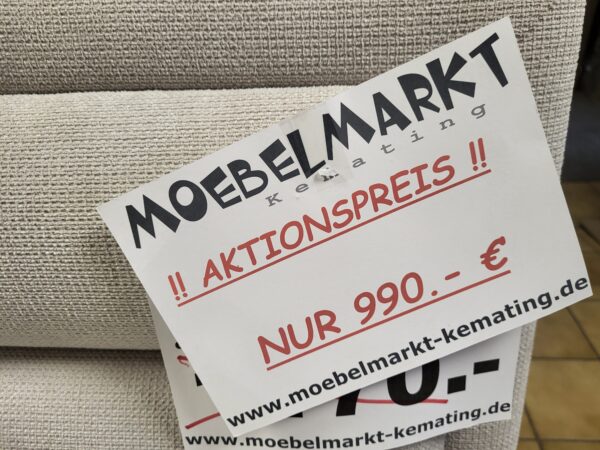 MOEBELMARKT
Kemating
!! AKTIONSPREIS !!
NUR 990.- €
www.moebelmarkt-kemating.de
70.-
www.moebelmarkt-kemating.de